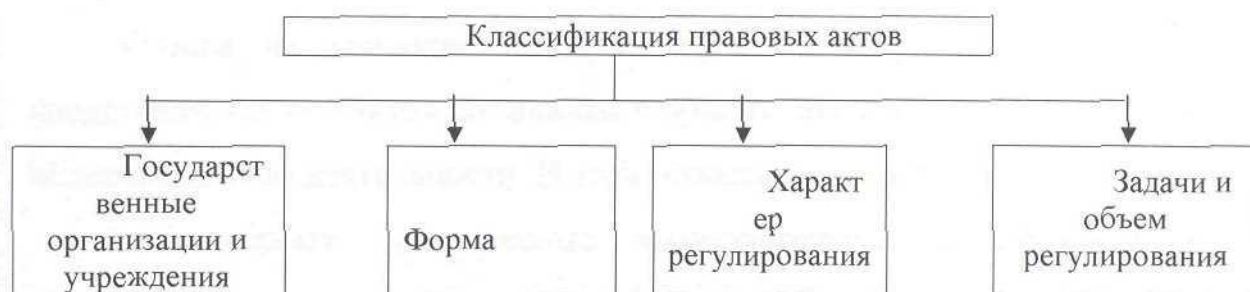 Классификация правовых актов
Государст
венные
организации и
учреждения
Форма
Характ
ер
регулирования
Задачи и
объем
регулирования